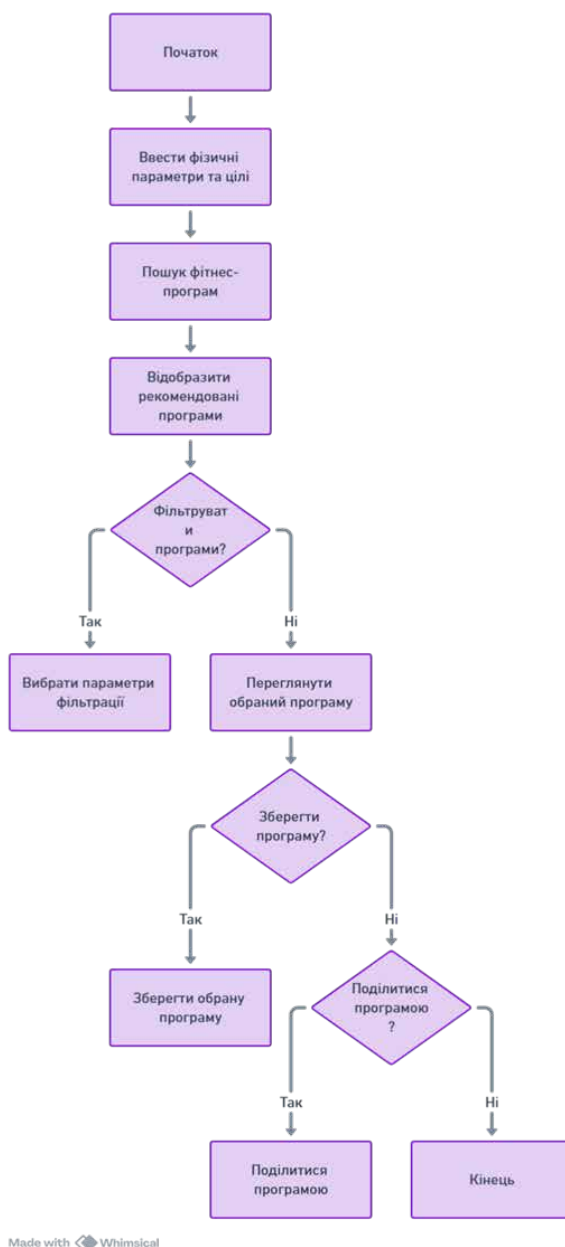 Початок
Ввести фізичні
параметри та цілі
Пошук фітнес-
програм
Відобразити
рекомендовані
програми
Фільтруват
и
програми?
Так
Ні
Вибрати параметри
фільтрації
Переглянути
обраний програму
Зберегти
програму?
Так
Ні
Зберегти обрану
програму
Поділитися
програмою
?
Так
Ні
Поділитися
програмою
Кінець
Made with Whimsical